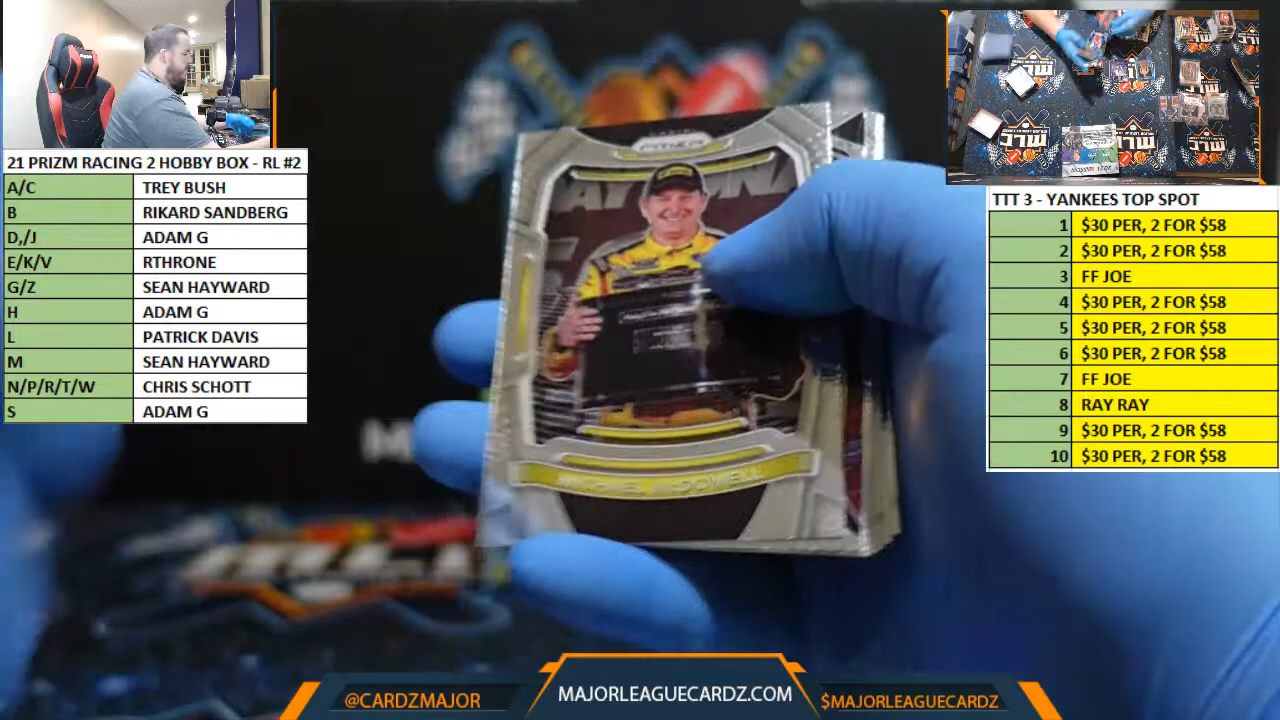 21 PRIZM RACING 2 HOBBY BOX - RL #2
A/C TREY BUSH
B RIKARD SANDBERG
D,/J ADAM G
E/K/V RTHRONE
G/Z SEAN HAYWARD
H ADAM G
L PATRICK DAVIS
M SEAN HAYWARD
N/P/R/T/W CHRIS SCHOTT
S ADAM G
PRIZM
MICHAEL McDOWELL
TTT 3 - YANKEES TOP SPOT
1 $30 PER, 2 FOR $58
2 $30 PER, 2 FOR $58
3 FF JOE
4 $30 PER, 2 FOR $58
5 $30 PER, 2 FOR $58
6 $30 PER, 2 FOR $58
7 FF JOE
8 RAY RAY
9 $30 PER, 2 FOR $58
10 $30 PER, 2 FOR $58
@CARDZMAJOR
MAJORLEAGUECARDZ.COM
$MAJORLEAGUECARDZ